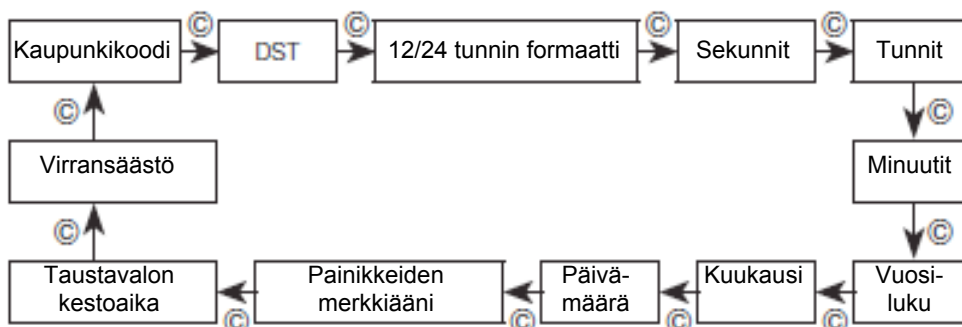 © © © © ©
Kaupunkikoodi DST 12/24 tunnin formaatti Sekunnit Tunnit
© ©
Virransäästö Minuutit
© ©
Taustavalon
kestoaika
Painikkeiden
merkkiääni
Päivä-
määrä
Kuukausi
Vuosi-
luku
© © © ©